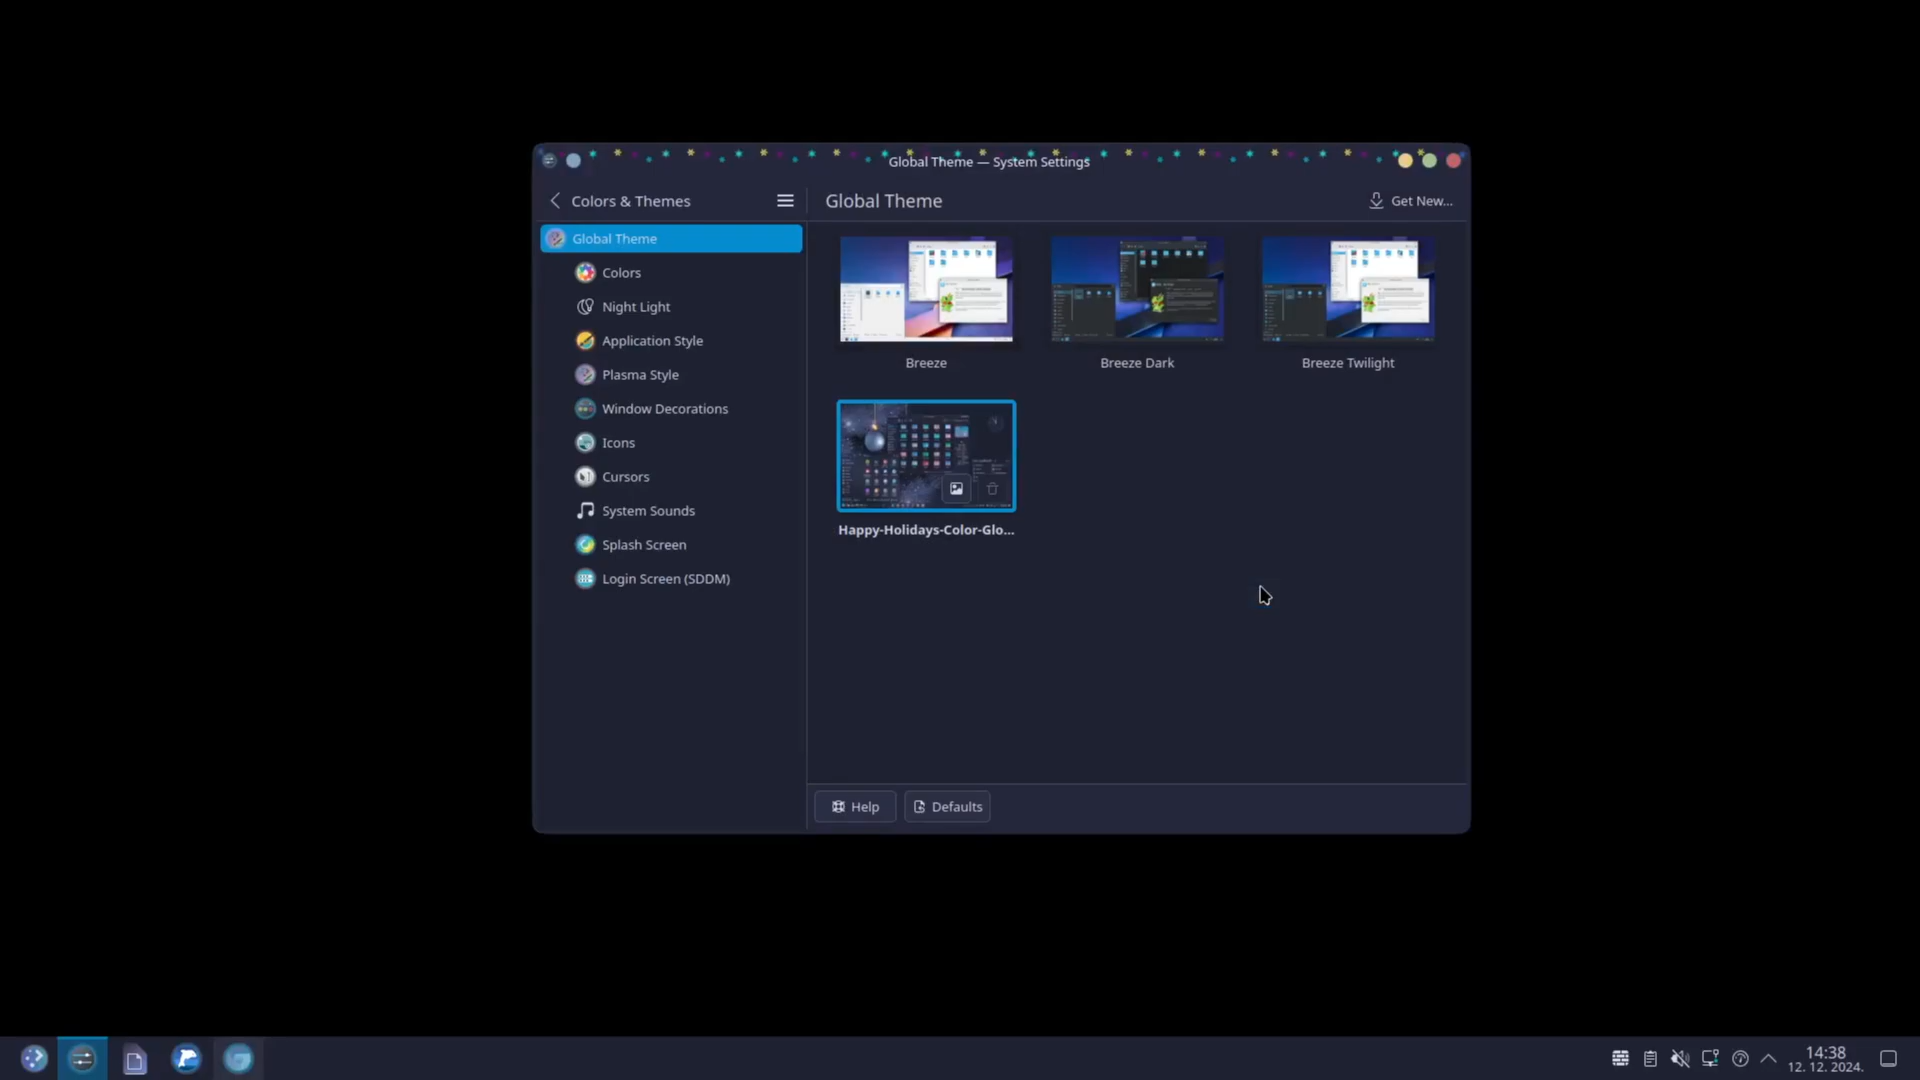 Global Theme — System Settings
Colors & Themes
Global Theme
Get New...
Global Theme
Colors
Night Light
Application Style
Plasma Style
Window Decorations
Icons
Cursors
System Sounds
Splash Screen
Login Screen (SDDM)
Breeze
Breeze Dark
Breeze Twilight
Happy-Holidays-Color-Glo...
Help
Defaults
14:38
12. 12. 2024.